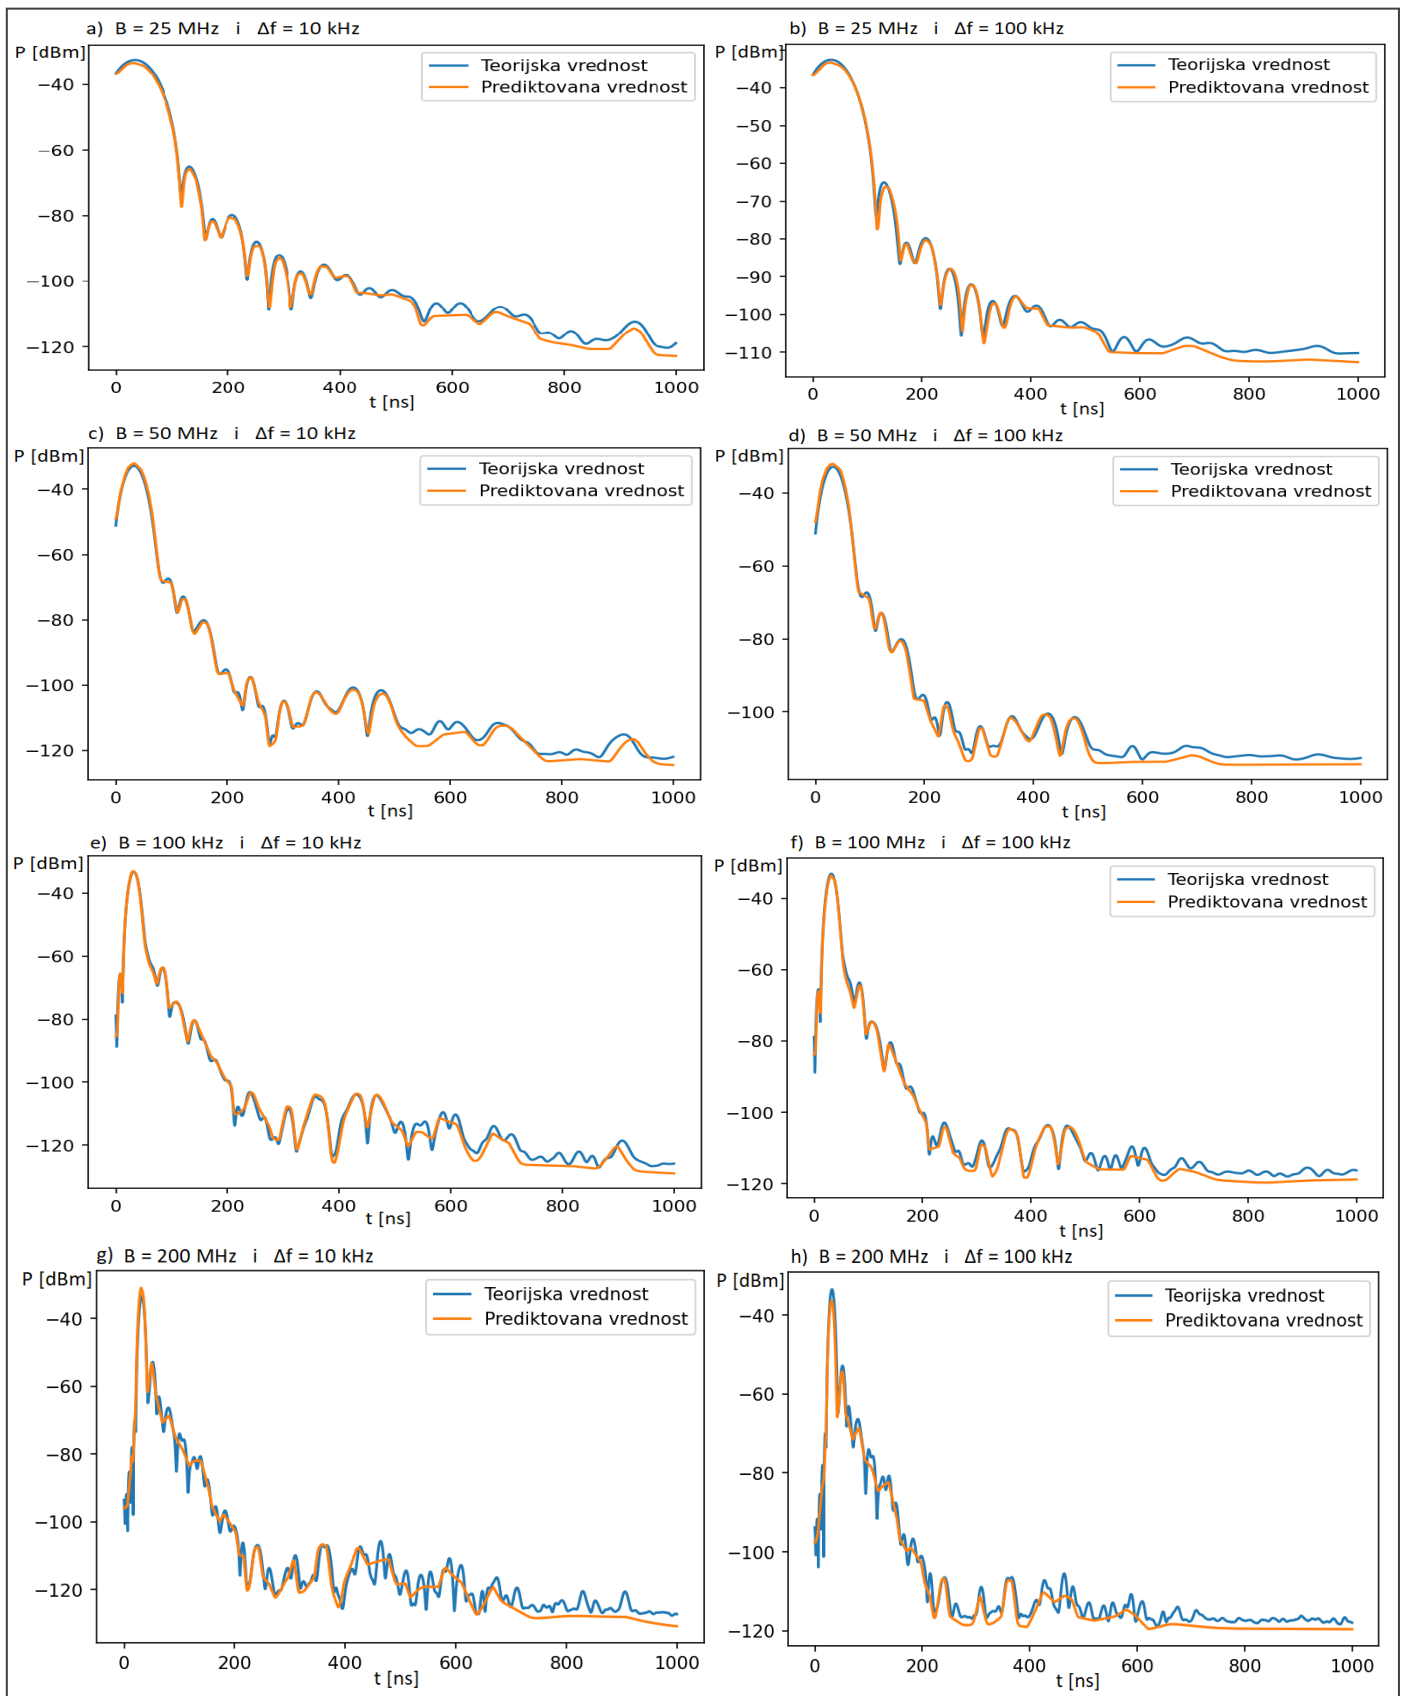 a) B = 25 MHz i Δf = 10 kHz
P [dBm]
Teorijska vrednost
Prediktovana vrednost
−40
−60
−80
−100
−120
0 200 400 600 800 1000
t [ns]
b) B = 25 MHz i Δf = 100 kHz
P [dBm]
Teorijska vrednost
Prediktovana vrednost
−40
−50
−60
−70
−80
−90
−100
−110
0 200 400 600 800 1000
t [ns]
c) B = 50 MHz i Δf = 10 kHz
P [dBm]
Teorijska vrednost
Prediktovana vrednost
−40
−60
−80
−100
−120
0 200 400 600 800 1000
t [ns]
d) B = 50 MHz i Δf = 100 kHz
P [dBm]
Teorijska vrednost
Prediktovana vrednost
−40
−60
−80
−100
0 200 400 600 800 1000
t [ns]
e) B = 100 kHz i Δf = 10 kHz
P [dBm]
−40
−60
−80
−100
−120
0 200 400 600 800 1000
t [ns]
f) B = 100 MHz i Δf = 100 kHz
P [dBm]
Teorijska vrednost
Prediktovana vrednost
−40
−60
−80
−100
−120
0 200 400 600 800 1000
t [ns]
g) B = 200 MHz i Δf = 10 kHz
P [dBm]
Teorijska vrednost
Prediktovana vrednost
−40
−60
−80
−100
−120
0 200 400 600 800 1000
t [ns]
h) B = 200 MHz i Δf = 100 kHz
P [dBm]
Teorijska vrednost
Prediktovana vrednost
−40
−60
−80
−100
−120
0 200 400 600 800 1000
t [ns]